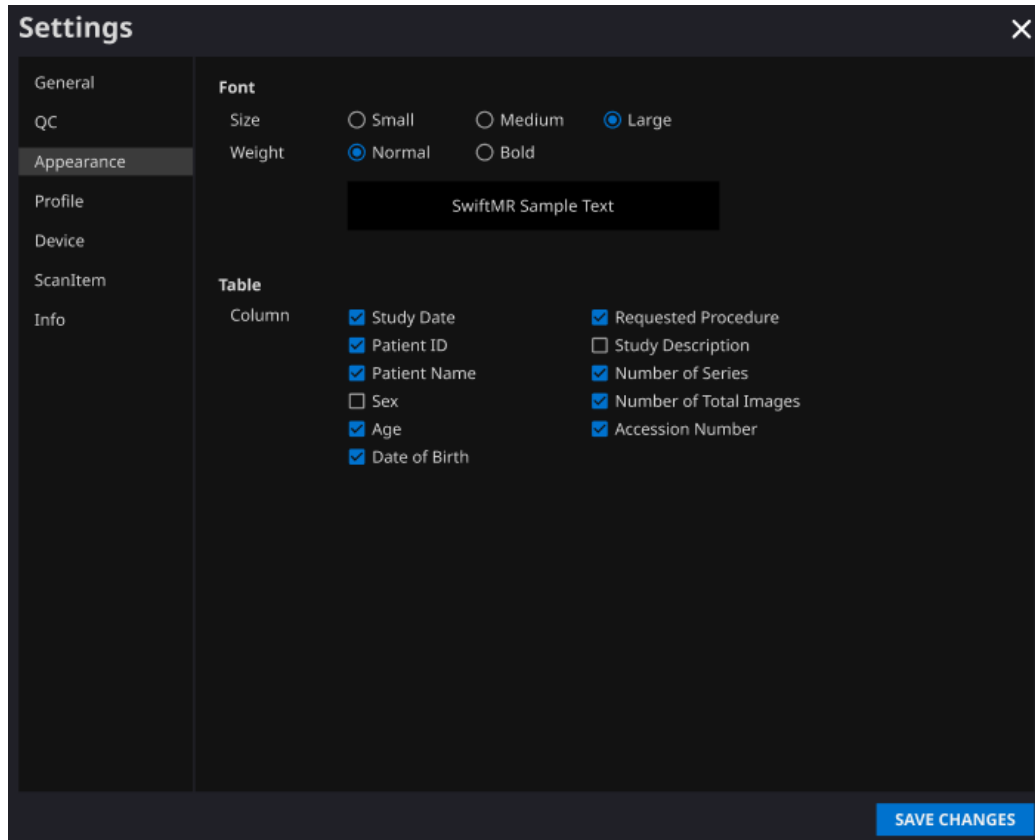 Settings
General
QC
Appearance
Profile
Device
ScanItem
Info
Font
Size Small Medium Large
Weight Normal Bold
SwiftMR Sample Text
Table
Column Study Date Requested Procedure
Patient ID Study Description
Patient Name Number of Series
Sex Number of Total Images
Age Accession Number
Date of Birth
SAVE CHANGES